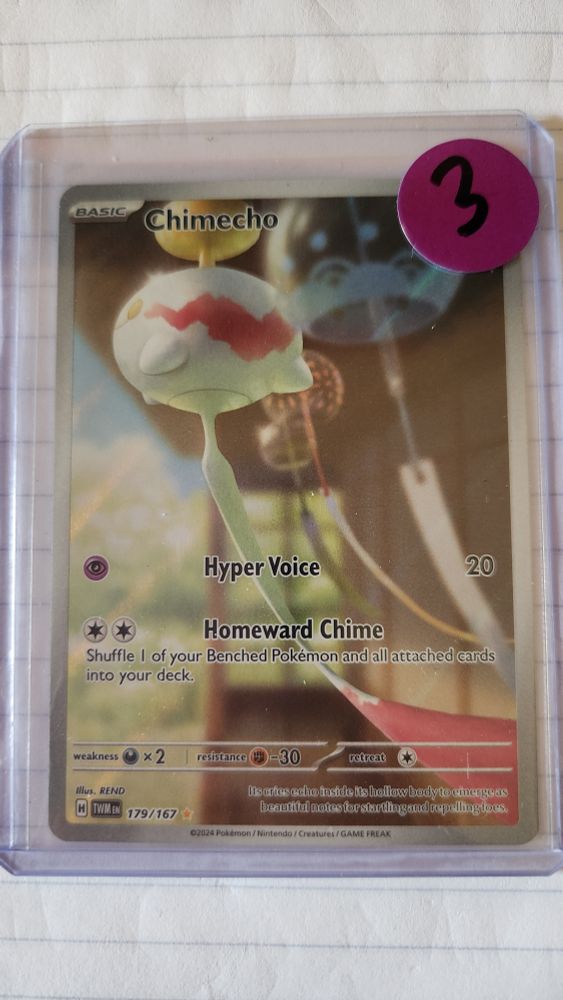 3
BASIC Chimecho
Hyper Voice 20
Homeward Chime
Shuffle 1 of your Benched Pokémon and all attached cards
into your deck.
weakness ×2 resistance -30 retreat
Illus. REND
Its cries echo inside its hollow body to emerge as
beautiful notes for startling and repelling foes.
H TWM EN 179/167
©2024 Pokémon / Nintendo / Creatures / GAME FREAK